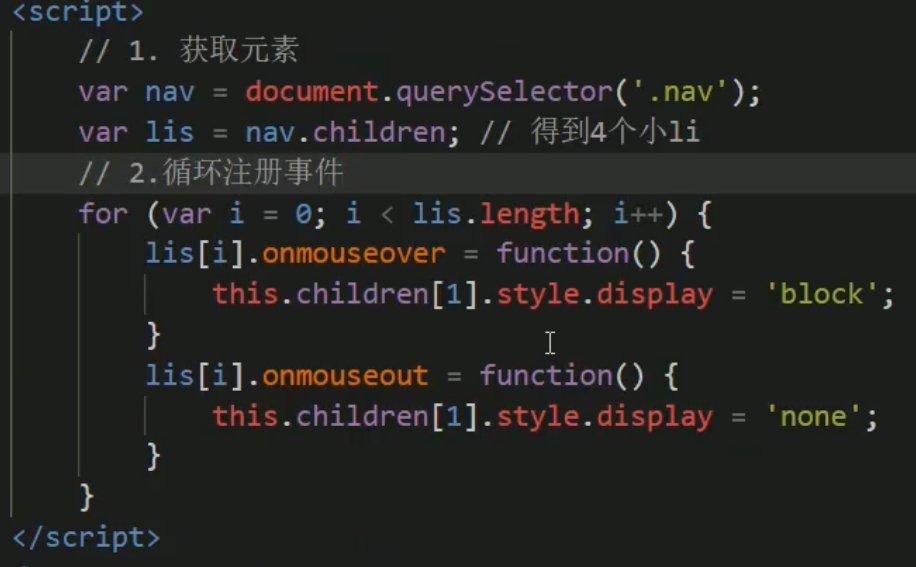 <script>
// 1. 获取元素
var nav = document.querySelector('.nav');
var lis = nav.children; // 得到4个小li
// 2.循环注册事件
for (var i = 0; i < lis.length; i++) {
lis[i].onmouseover = function() {
this.children[1].style.display = 'block';
}
lis[i].onmouseout = function() {
this.children[1].style.display = 'none';
}
}
</script>